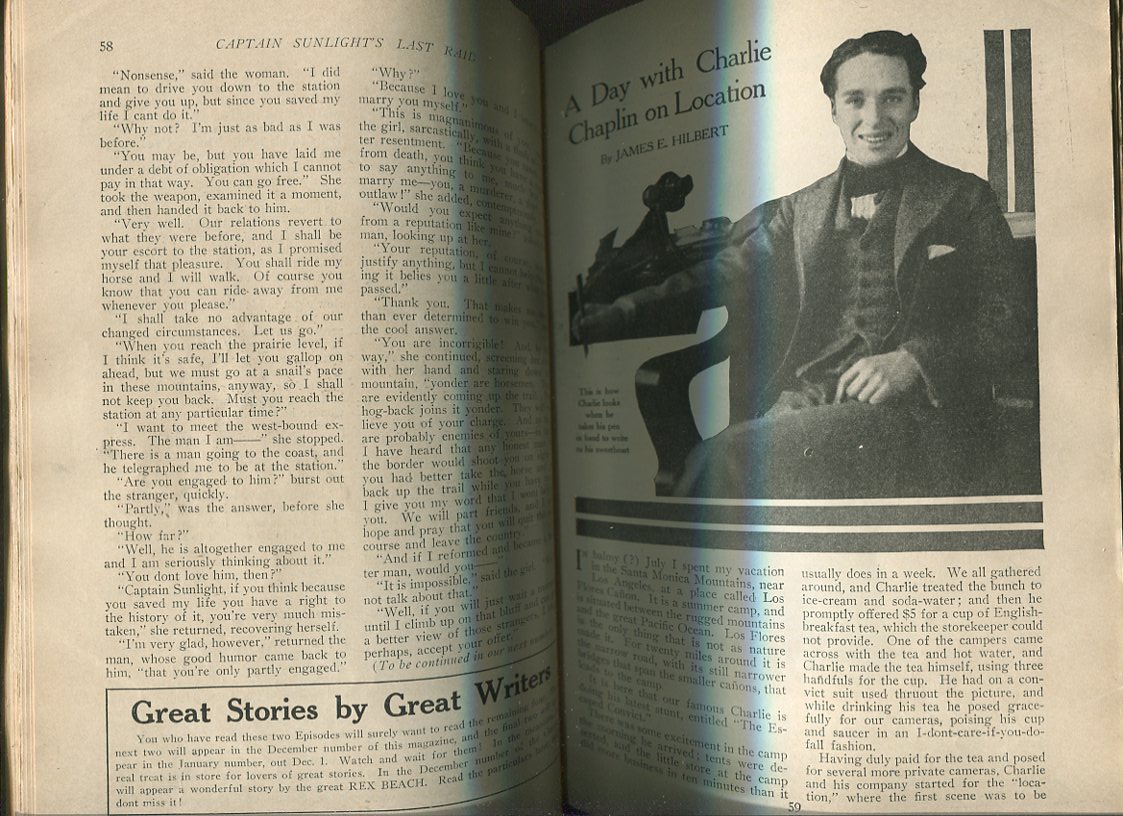 58
CAPTAIN SUNLIGHT'S LAST RAID
"Nonsense," said the woman. "I did
mean to drive you down to the station
and give you up, but since you saved my
life I cant do it."
"Why not? I'm just as bad as I was
before."
"You may be, but you have laid me
under a debt of obligation which I cannot
pay in that way. You can go free." She
took the weapon, examined it a moment,
and then handed it back to him.
"Very well. Our relations revert to
what they were before, and I shall be
your escort to the station, as I promised
myself that pleasure. You shall ride my
horse and I will walk. Of course you
know that you can ride away from me
whenever you please."
"I shall take no advantage of our
changed circumstances. Let us go."
"When you reach the prairie level, if
I think it's safe, I'll let you gallop on
ahead, but we must go at a snail's pace
in these mountains, anyway, so I shall
not keep you back. Must you reach the
station at any particular time?"
"I want to meet the west-bound ex-
press. The man I am——" she stopped.
"There is a man going to the coast, and
he telegraphed me to be at the station."
"Are you engaged to him?" burst out
the stranger, quickly.
"Partly," was the answer, before she
thought.
"How far?"
"Well, he is altogether engaged to me
and I am seriously thinking about it."
"You dont love him, then?"
"Captain Sunlight, if you think because
you saved my life you have a right to
the history of it, you're very much mis-
taken," she returned, recovering herself.
"I'm very glad, however," returned the
man, whose good humor came back to
him, "that you're only partly engaged."
"Why?"
"Because I love you and I
marry you myself."
"This is magnanimous of you,"
the girl, sarcastically, with a
ter resentment. "Because you
from death, you think you have
to say anything to me, much
marry me—you, a murderer, a
outlaw!" she added, contemptuously.
"Would you expect anything
from a reputation like mine?"
man, looking up at her.
"Your reputation, of course,
justify anything, but I cannot help
ing it belies you a little after
passed."
"Thank you. That makes me
than ever determined to win you,"
the cool answer.
"You are incorrigible! And,
way," she continued, screening her
with her hand and staring down
mountain, "yonder are horsemen.
are evidently coming up the trail
hog-back joins it yonder. They
lieve you of your charge. And
are probably enemies of yours—
I have heard that any honest man
the border would shoot you on
you had better take the horse and
back up the trail while you have
I give you my word that I wont
you. We will part friends, and
hope and pray that you will quit this
course and leave the country."
"And if I reformed and became a
ter man, would you——"
"It is impossible," said the girl.
not talk about that."
"Well, if you will just wait a
until I climb up on that bluff and
a better view of those strangers, I
perhaps, accept your offer."
(To be continued in our next number)
Great Stories by Great Writers
You who have read these two Episodes will surely want to read the remaining
next two will appear in the December number of this magazine, and the final two
pear in the January number, out Dec. 1. Watch and wait for them! In the
real treat is in store for lovers of great stories. In the December number of the
will appear a wonderful story by the great REX BEACH. Read the particulars
dont miss it!
A Day with Charlie
Chaplin on Location
By JAMES E. HILBERT
This is how
Charlie looks
when he
takes his pen
in hand to write
to his sweetheart
In balmy (?) July I spent my vacation
in the Santa Monica Mountains, near
Los Angeles, at a place called Los
Flores Cañon. It is a summer camp, and
is situated between the rugged mountains
and the great Pacific Ocean. Los Flores
is the only thing that is not as nature
made it. For twenty miles around it is
the narrow road, with its still narrower
bridges that span the smaller cañons, that
leads to the camp.
It is here that our famous Charlie is
doing his latest stunt, entitled "The Es-
caped Convict."
There was some excitement in the camp
the morning he arrived; tents were de-
serted, and the little store at the camp
did more business in ten minutes than it
usually does in a week. We all gathered
around, and Charlie treated the bunch to
ice-cream and soda-water; and then he
promptly offered $5 for a cup of English-
breakfast tea, which the storekeeper could
not provide. One of the campers came
across with the tea and hot water, and
Charlie made the tea himself, using three
handfuls for the cup. He had on a con-
vict suit used thruout the picture, and
while drinking his tea he posed grace-
fully for our cameras, poising his cup
and saucer in an I-dont-care-if-you-do-
fall fashion.
Having duly paid for the tea and posed
for several more private cameras, Charlie
and his company started for the "loca-
tion," where the first scene was to be
59